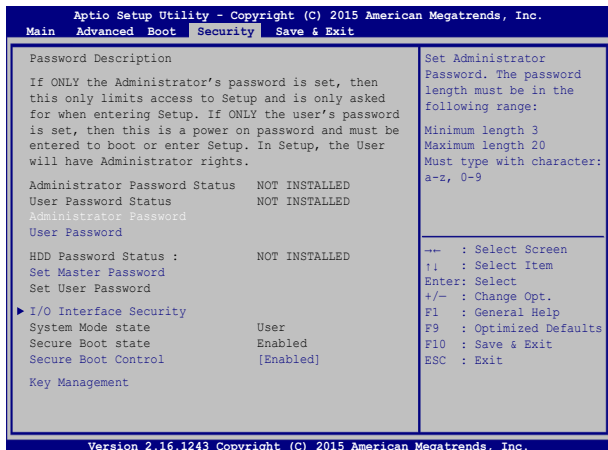 Aptio Setup Utility - Copyright (C) 2015 American Megatrends, Inc.
Main Advanced Boot Security Save & Exit
Password Description
If ONLY the Administrator's password is set, then
this only limits access to Setup and is only asked
for when entering Setup. If ONLY the user's password
is set, then this is a power on password and must be
entered to boot or enter Setup. In Setup, the User
will have Administrator rights.
Administrator Password Status NOT INSTALLED
User Password Status NOT INSTALLED
Administrator Password
User Password
HDD Password Status : NOT INSTALLED
Set Master Password
Set User Password
▶ I/O Interface Security
System Mode state User
Secure Boot state Enabled
Secure Boot Control [Enabled]
Key Management
Set Administrator
Password. The password
length must be in the
following range:
Minimum length 3
Maximum length 20
Must type with character:
a-z, 0-9
→← : Select Screen
↑↓ : Select Item
Enter: Select
+/— : Change Opt.
F1 : General Help
F9 : Optimized Defaults
F10 : Save & Exit
ESC : Exit
Version 2.16.1243 Copyright (C) 2015 American Megatrends, Inc.